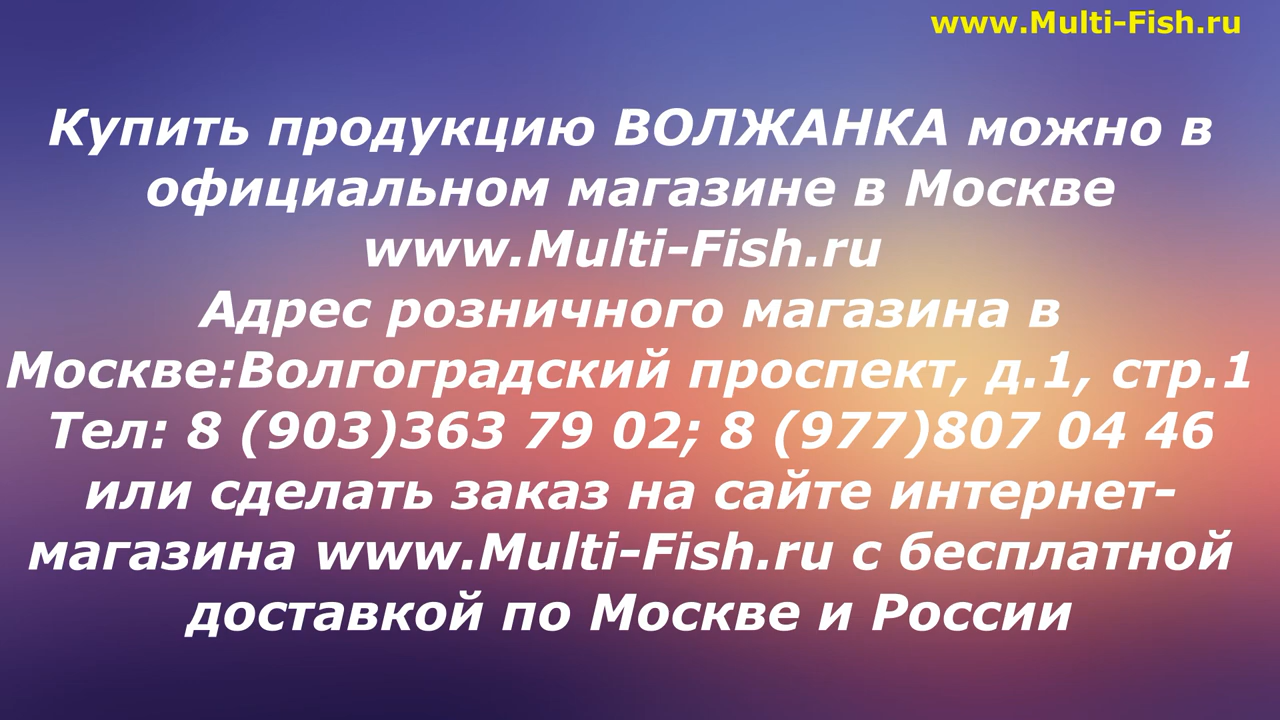 www.Multi-Fish.ru
Купить продукцию ВОЛЖАНКА можно в
официальном магазине в Москве
www.Multi-Fish.ru
Адрес розничного магазина в
Москве:Волгоградский проспект, д.1, стр.1
Тел: 8 (903)363 79 02; 8 (977)807 04 46
или сделать заказ на сайте интернет-
магазина www.Multi-Fish.ru с бесплатной
доставкой по Москве и России